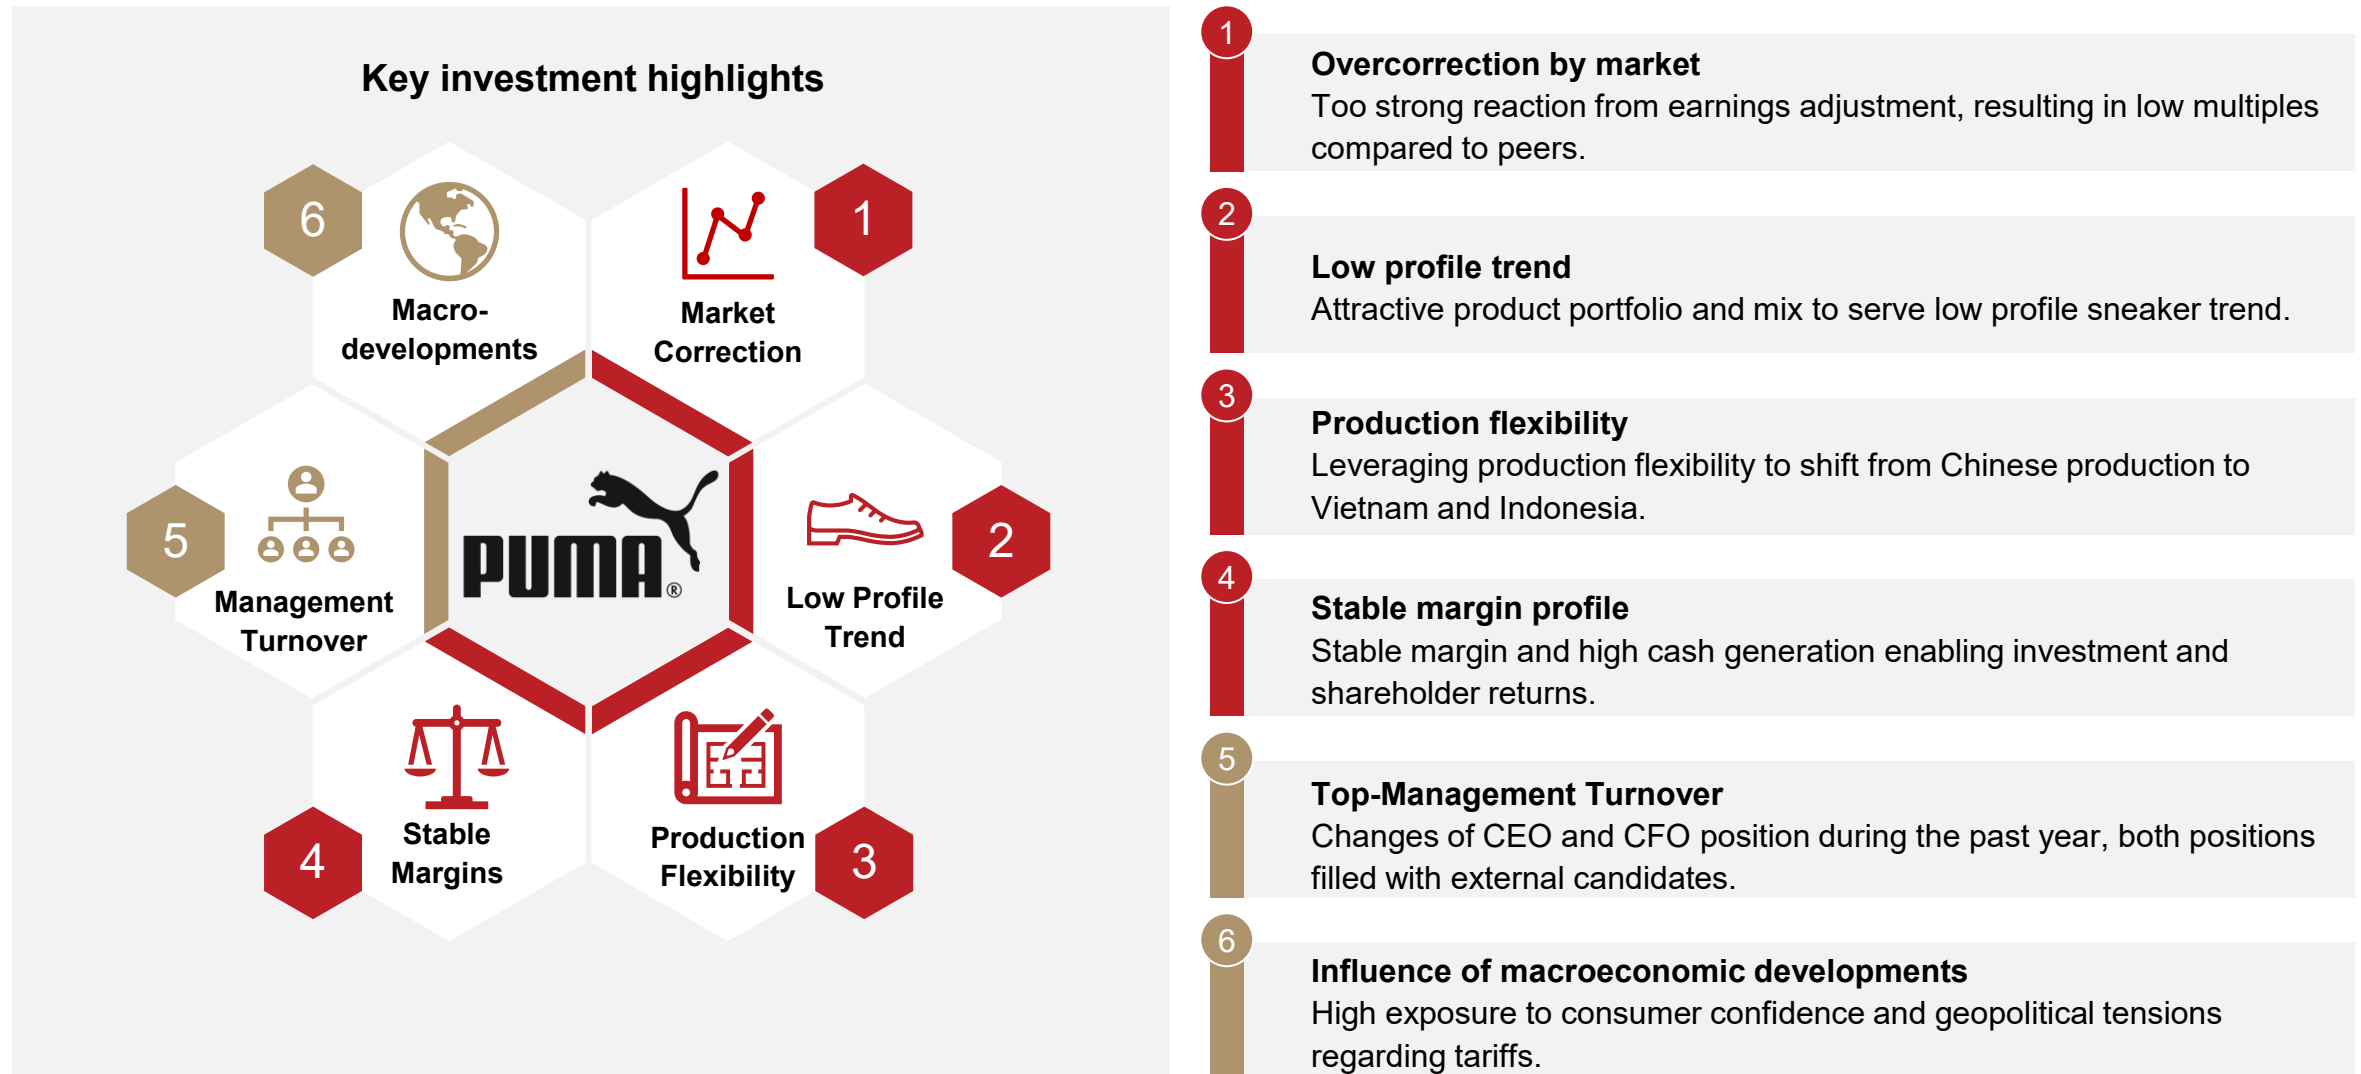 Key investment highlights
6
Macro-
developments
1
Market
Correction
5
Management
Turnover
PUMA®
2
Low Profile
Trend
4
Stable
Margins
3
Production
Flexibility
1
Overcorrection by market
Too strong reaction from earnings adjustment, resulting in low multiples
compared to peers.
2
Low profile trend
Attractive product portfolio and mix to serve low profile sneaker trend.
3
Production flexibility
Leveraging production flexibility to shift from Chinese production to
Vietnam and Indonesia.
4
Stable margin profile
Stable margin and high cash generation enabling investment and
shareholder returns.
5
Top-Management Turnover
Changes of CEO and CFO position during the past year, both positions
filled with external candidates.
6
Influence of macroeconomic developments
High exposure to consumer confidence and geopolitical tensions
regarding tariffs.